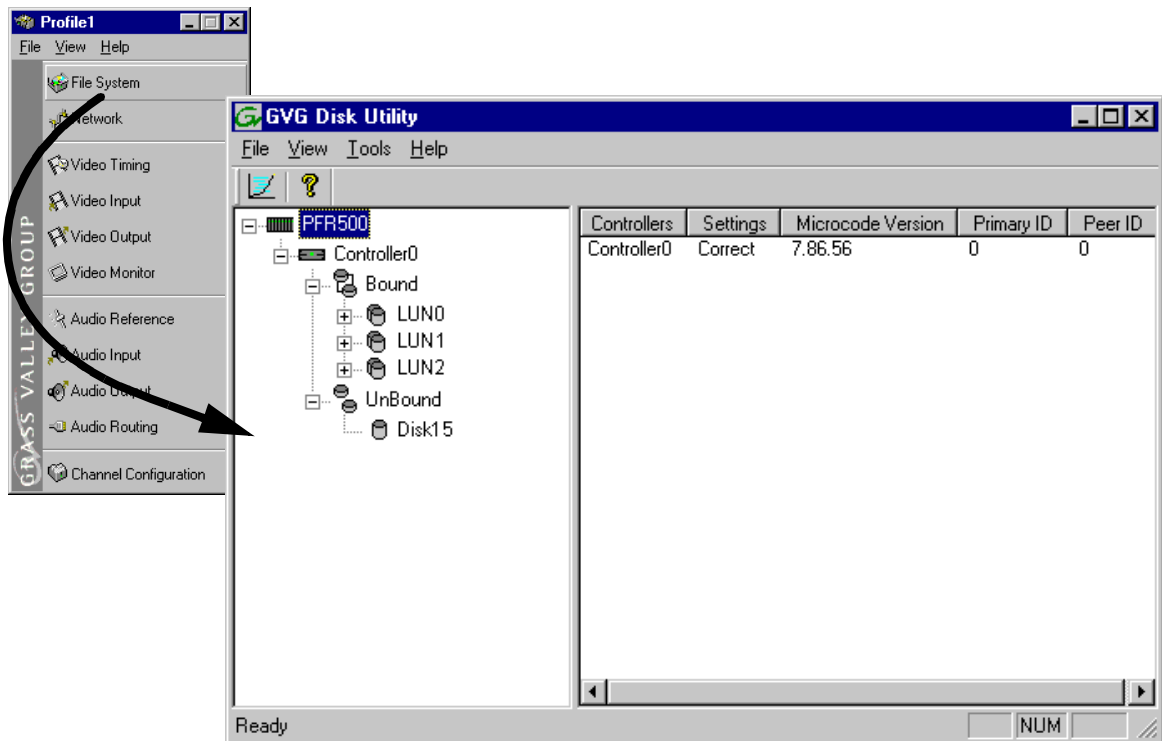 Profile1
File View Help
File System
Network
Video Timing
Video Input
Video Output
Video Monitor
Audio Reference
Audio Input
Audio Output
Audio Routing
Channel Configuration
GRASS VALLEY GROUP
GVG Disk Utility
File View Tools Help
PFR500
Controller0
Bound
LUN0
LUN1
LUN2
UnBound
Disk15
Controllers Settings Microcode Version Primary ID Peer ID
Controller0 Correct 7.86.56 0 0
Ready NUM